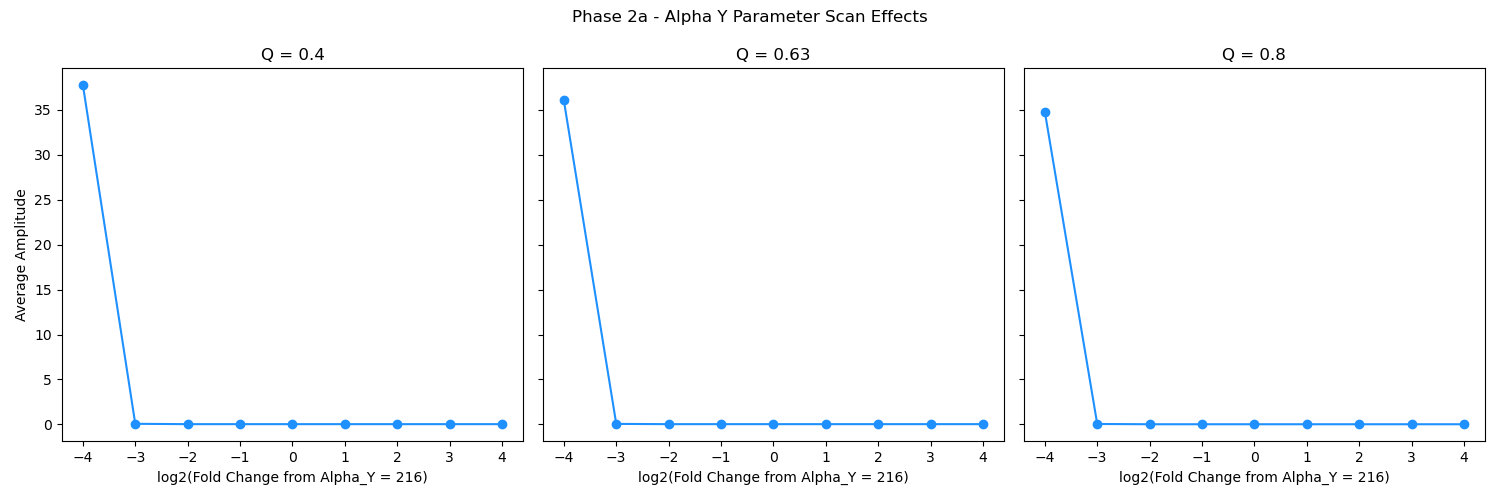 Phase 2a - Alpha Y Parameter Scan Effects
Q = 0.4
Q = 0.63
Q = 0.8
Average Amplitude
35
30
25
20
15
10
5
0
−4 −3 −2 −1 0 1 2 3 4
−4 −3 −2 −1 0 1 2 3 4
−4 −3 −2 −1 0 1 2 3 4
log2(Fold Change from Alpha_Y = 216)
log2(Fold Change from Alpha_Y = 216)
log2(Fold Change from Alpha_Y = 216)